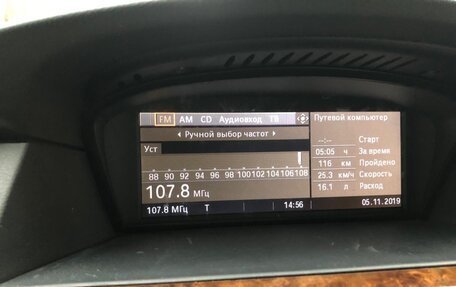 FM AM CD Аудиовход ТВ
Ручной выбор частот
Уст
88 90 92 94 96 98 100 102 104 106 108
107.8 МГц
107.8 МГц T 14:56
Путевой компьютер
--:-- Старт
05:05 ч За время
116 км Пройдено
25.3 км/ч Скорость
16.1 л Расход
05.11.2019